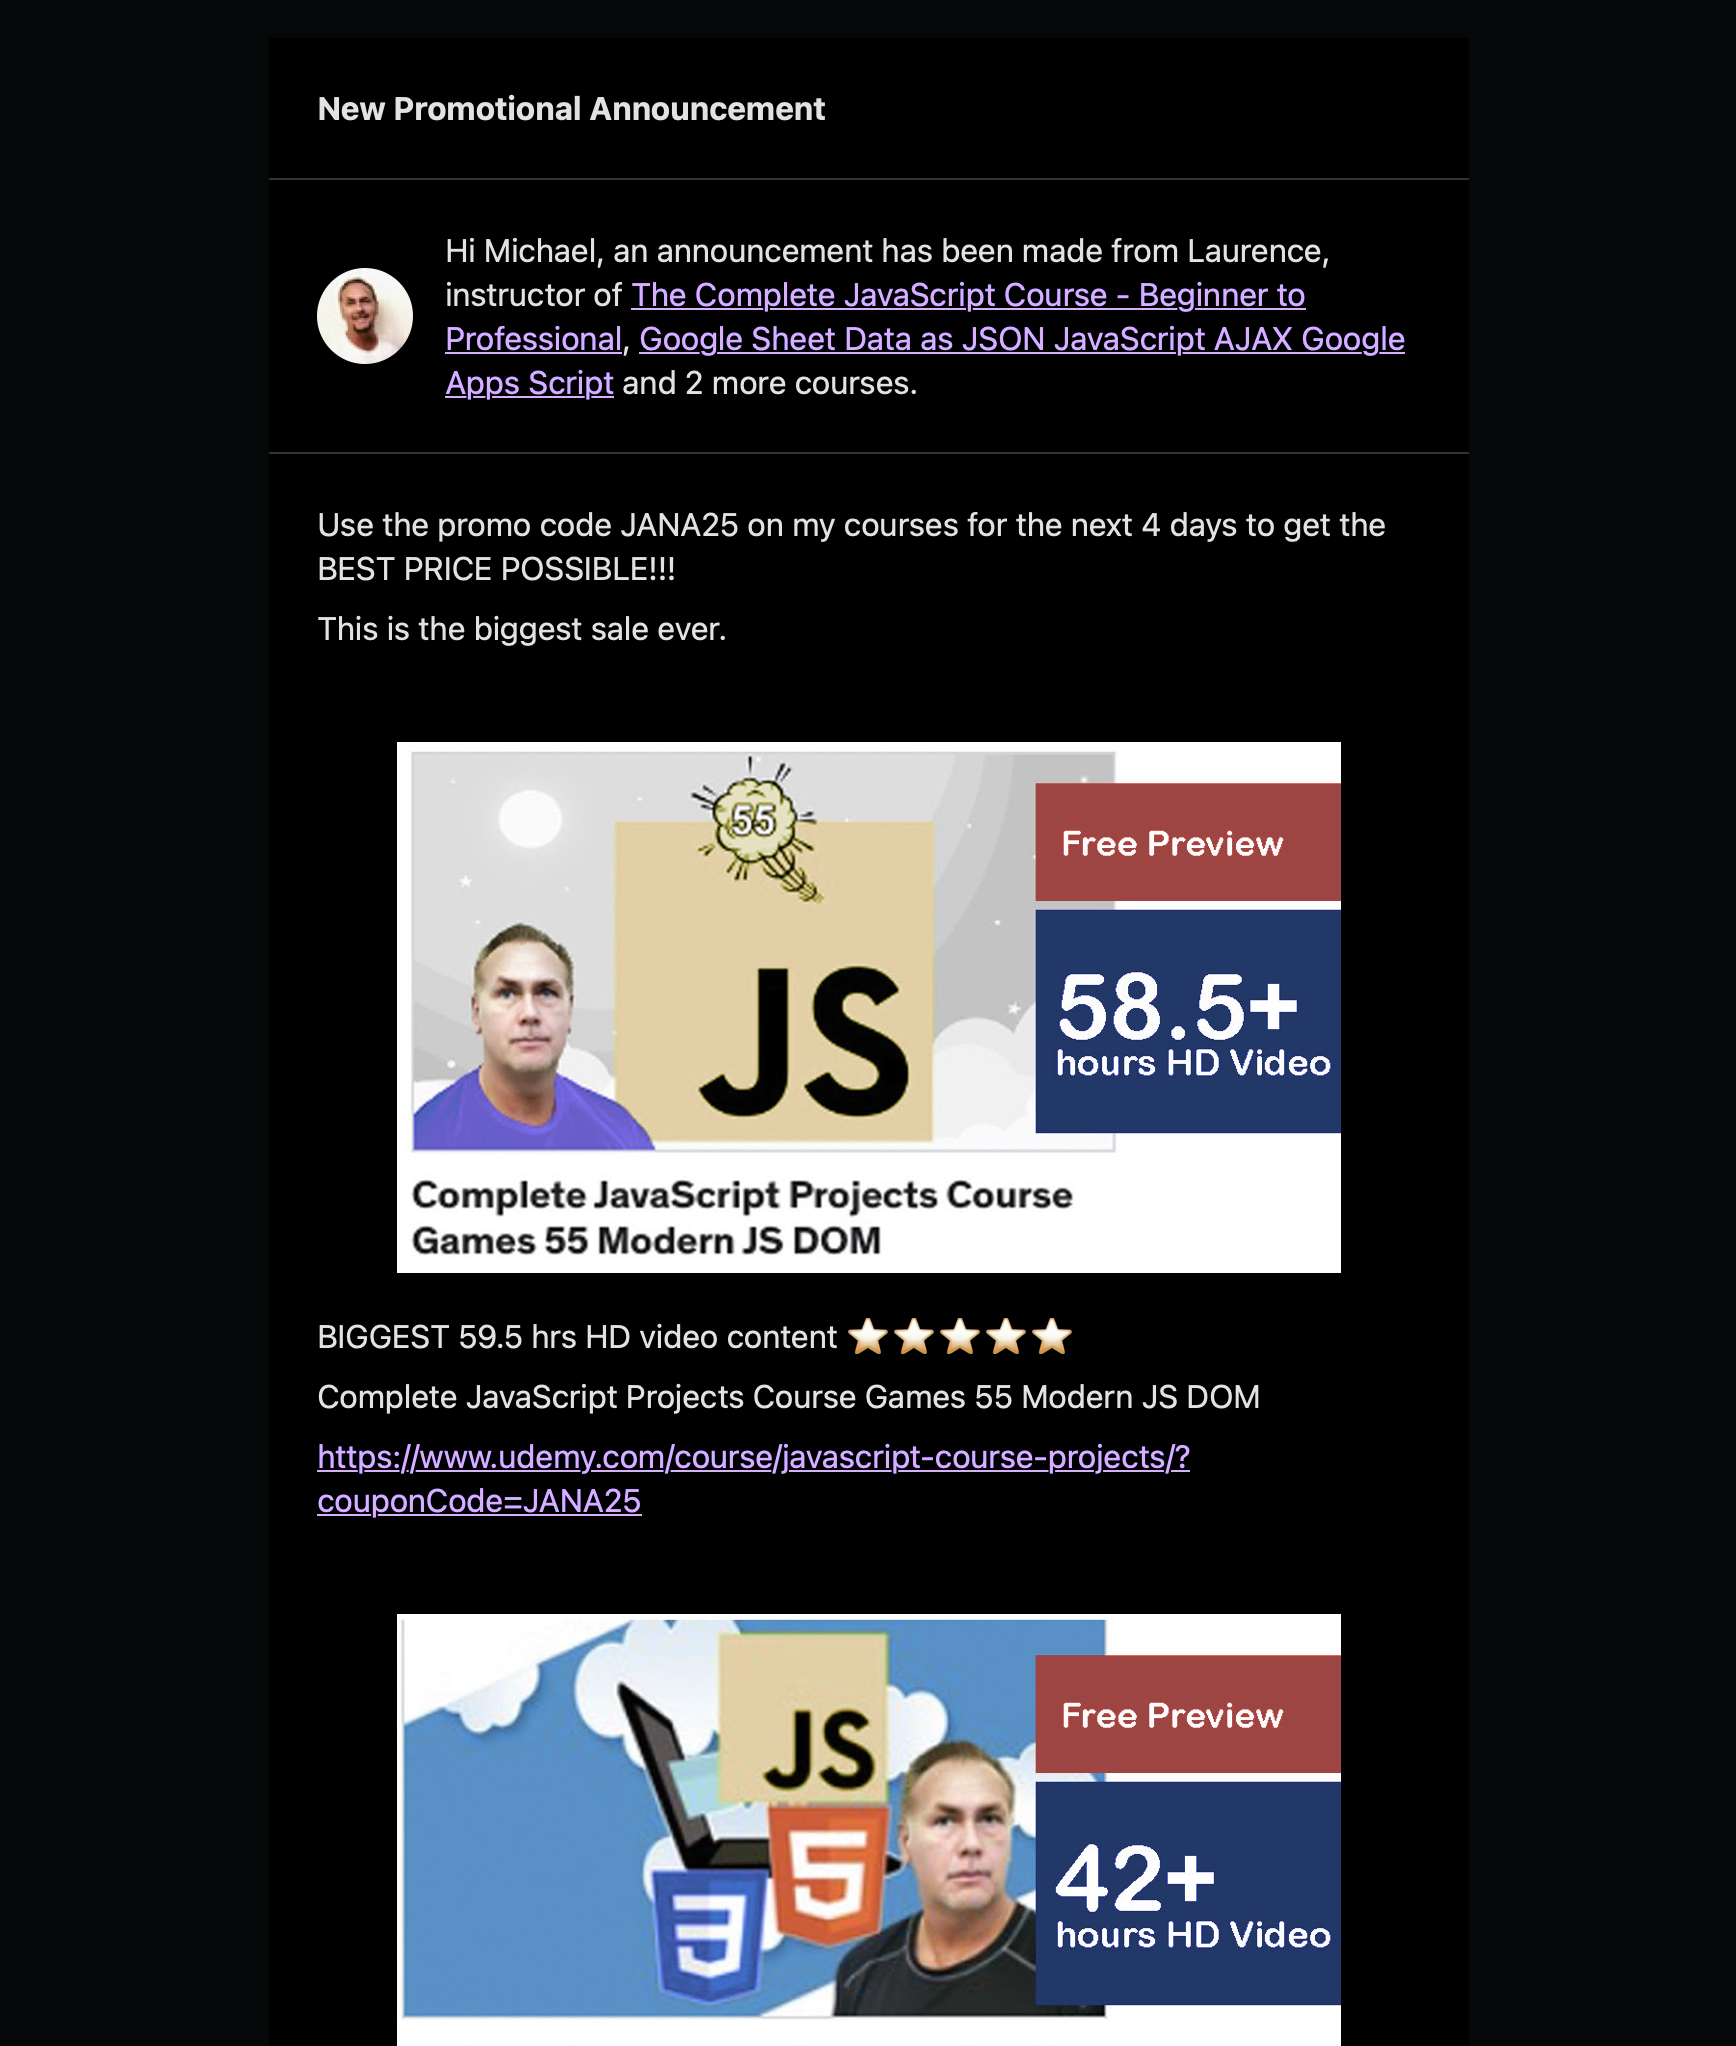 New Promotional Announcement
Hi Michael, an announcement has been made from Laurence,
instructor of The Complete JavaScript Course - Beginner to
Professional, Google Sheet Data as JSON JavaScript AJAX Google
Apps Script and 2 more courses.
Use the promo code JANA25 on my courses for the next 4 days to get the
BEST PRICE POSSIBLE!!!
This is the biggest sale ever.
55
JS
Free Preview
58.5+
hours HD Video
Complete JavaScript Projects Course
Games 55 Modern JS DOM
BIGGEST 59.5 hrs HD video content ⭐⭐⭐⭐⭐
Complete JavaScript Projects Course Games 55 Modern JS DOM
https://www.udemy.com/course/javascript-course-projects/?
couponCode=JANA25
JS
5
3
Free Preview
42+
hours HD Video